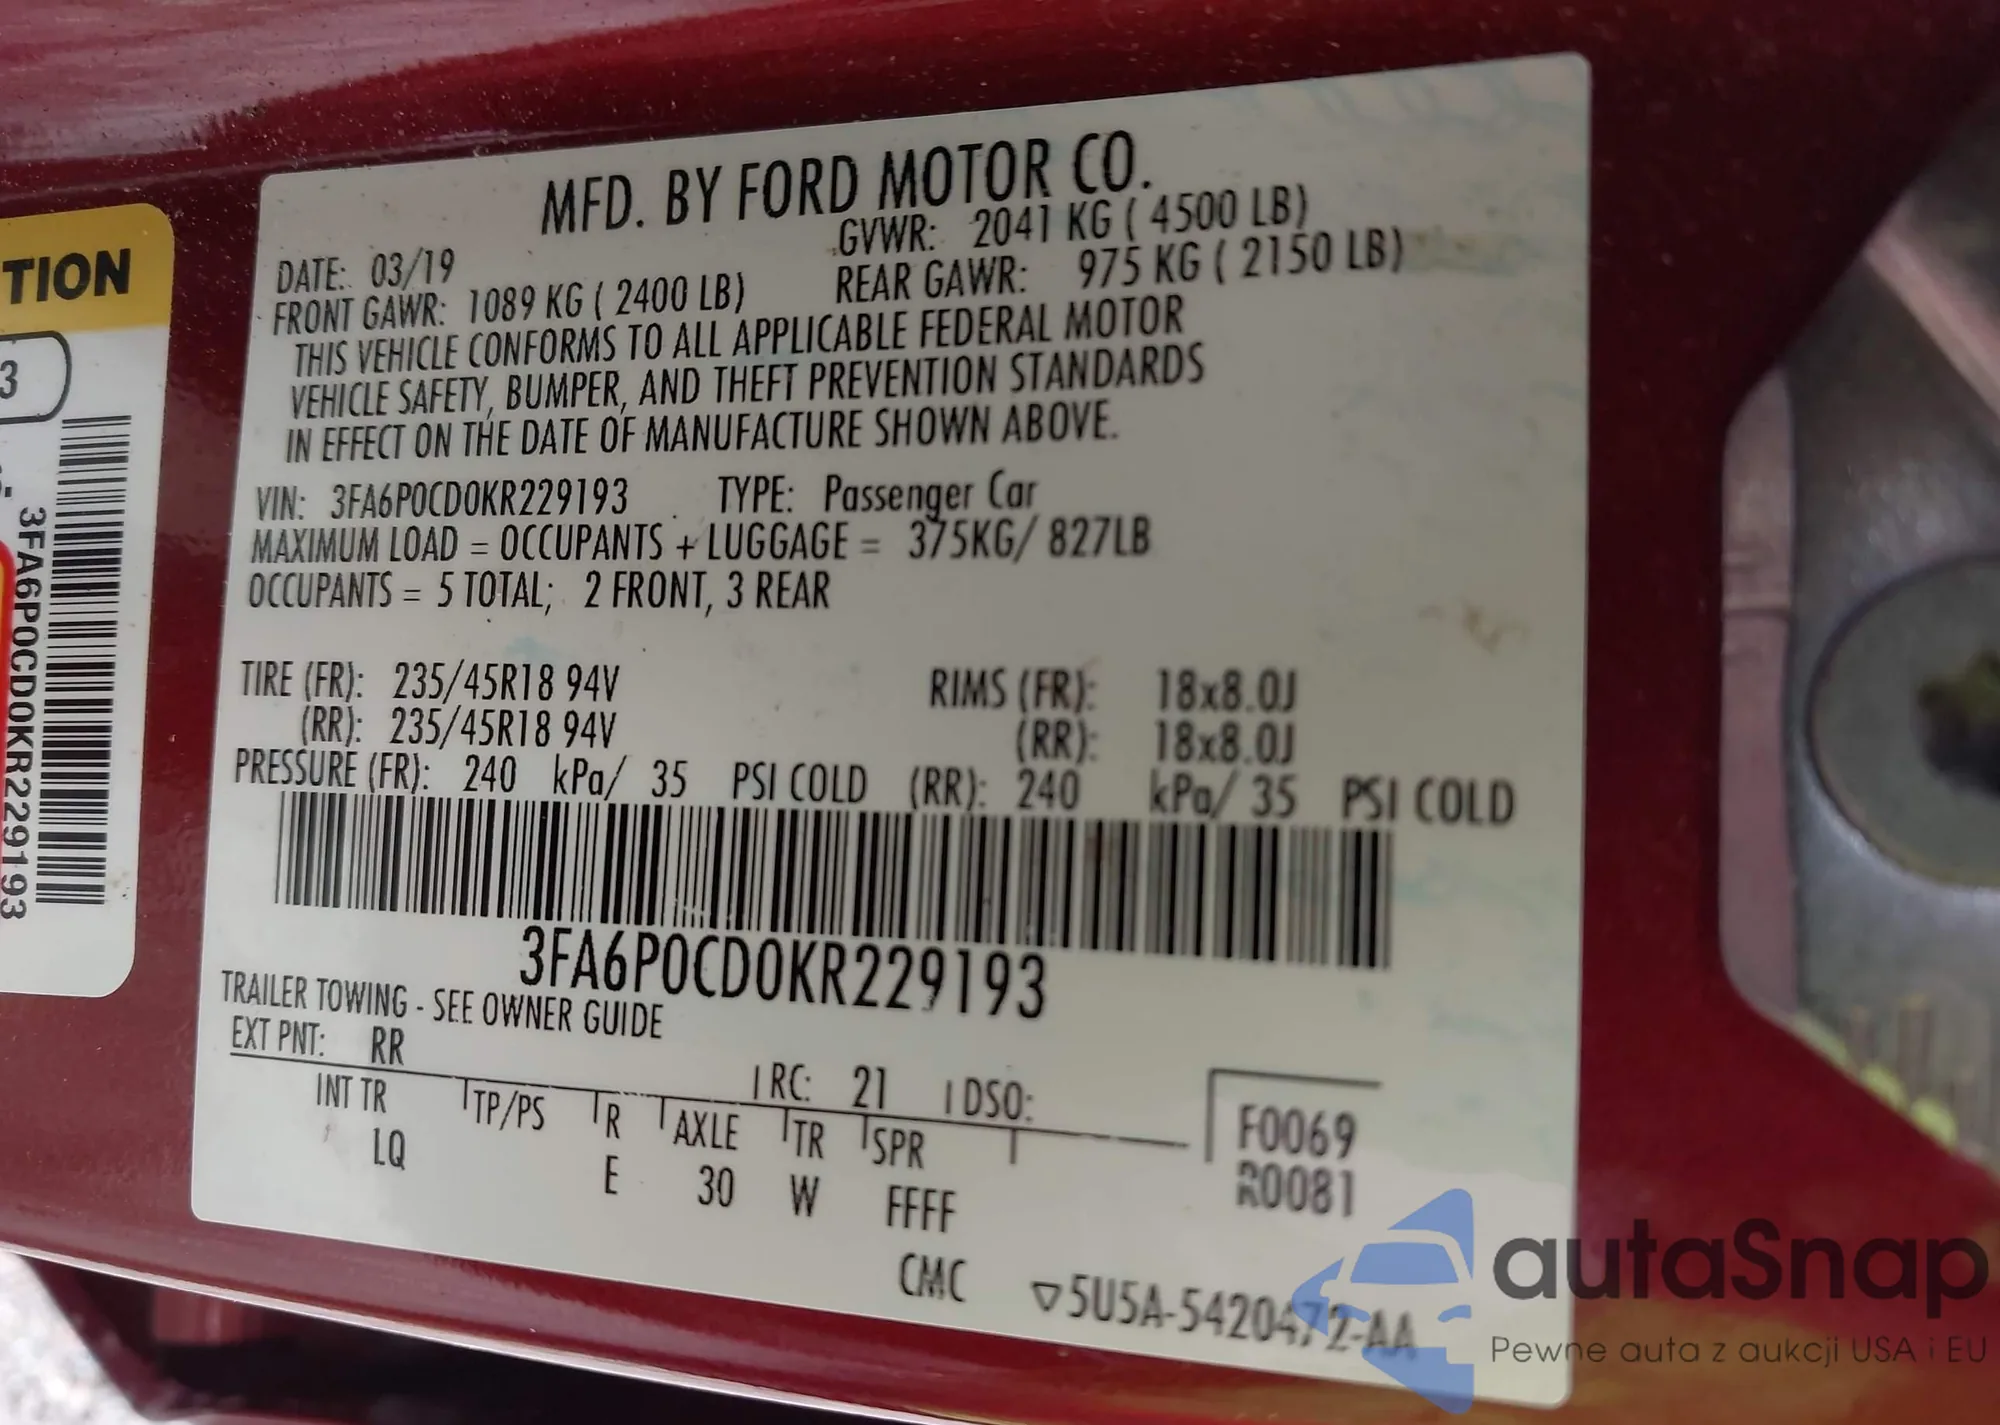 TION
3
3FA6P0CD0KR229193
MFD. BY FORD MOTOR CO.
DATE: 03/19 GVWR: 2041 KG ( 4500 LB)
FRONT GAWR: 1089 KG ( 2400 LB) REAR GAWR: 975 KG ( 2150 LB)
THIS VEHICLE CONFORMS TO ALL APPLICABLE FEDERAL MOTOR
VEHICLE SAFETY, BUMPER, AND THEFT PREVENTION STANDARDS
IN EFFECT ON THE DATE OF MANUFACTURE SHOWN ABOVE.
VIN: 3FA6P0CD0KR229193 TYPE: Passenger Car
MAXIMUM LOAD = OCCUPANTS + LUGGAGE = 375KG/ 827LB
OCCUPANTS = 5 TOTAL; 2 FRONT, 3 REAR
TIRE (FR): 235/45R18 94V RIMS (FR): 18x8.0J
(RR): 235/45R18 94V (RR): 18x8.0J
PRESSURE (FR): 240 kPa/ 35 PSI COLD (RR): 240 kPa/ 35 PSI COLD
3FA6P0CD0KR229193
TRAILER TOWING - SEE OWNER GUIDE
EXT PNT: RR RC: 21 DSO:
INT TR TP/PS R AXLE TR SPR
LQ E 30 W FFFF
F0069
R0081
CMC ▽5U5A-5420472-AA
autaSnap
Pewne auta z aukcji USA i EU